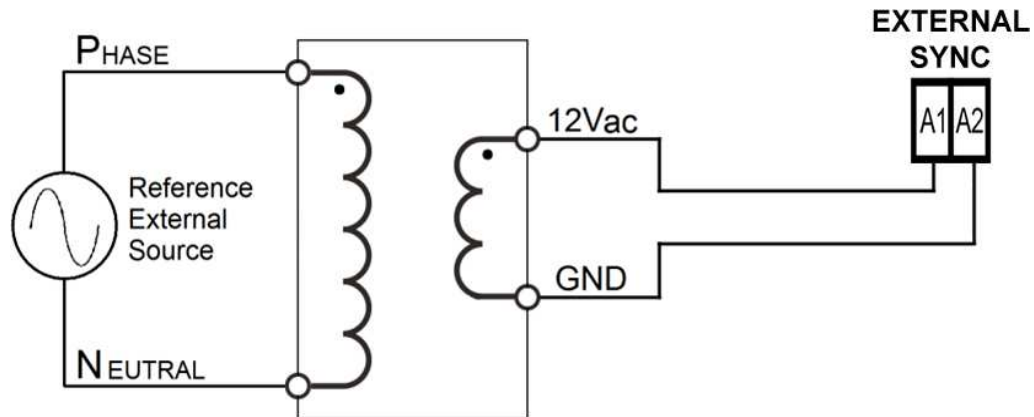 EXTERNAL
SYNC
PHASE
A1 A2
12Vac
Reference
External
Source
GND
NEUTRAL